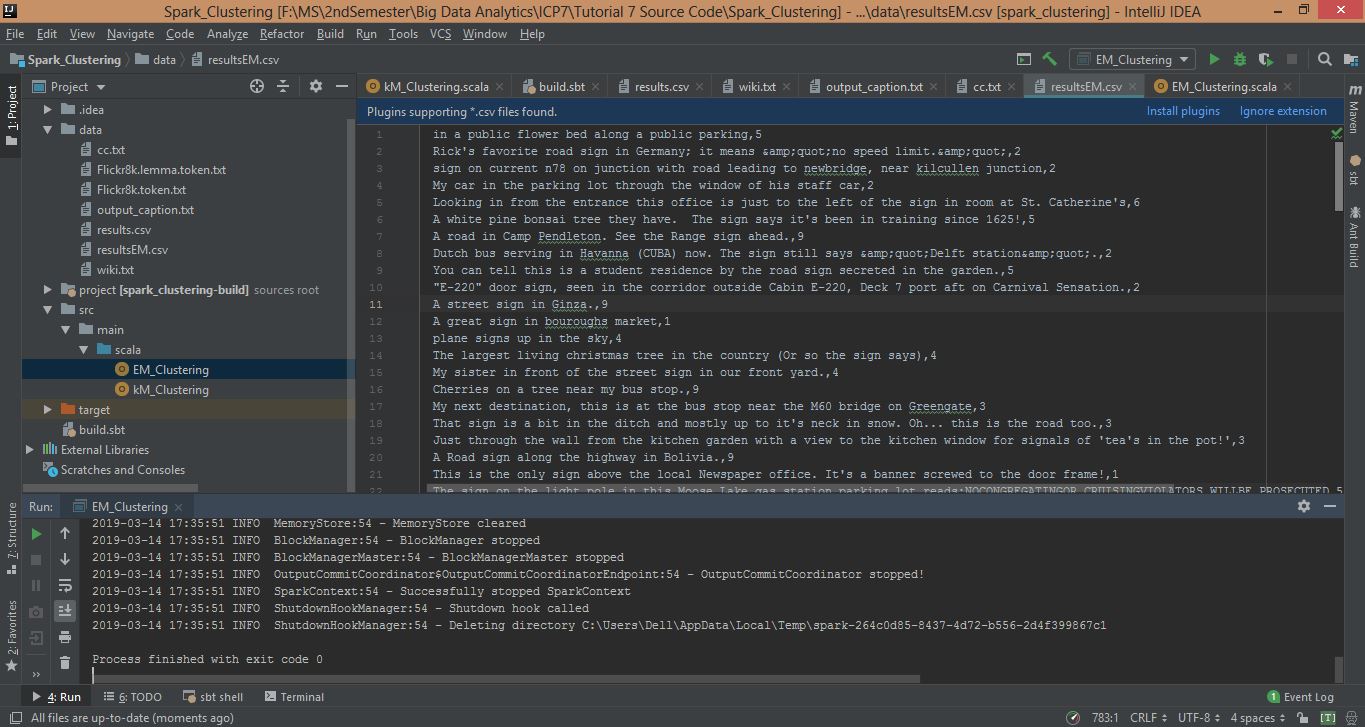 Spark_Clustering [F:\MS\2ndSemester\Big Data Analytics\ICP7\Tutorial 7 Source Code\Spark_Clustering] - ...\data\resultsEM.csv [spark_clustering] - IntelliJ IDEA
File Edit View Navigate Code Analyze Refactor Build Run Tools VCS Window Help
Spark_Clustering data resultsEM.csv EM_Clustering
1: Project
Project
kM_Clustering.scala build.sbt results.csv wiki.txt output_caption.txt cc.txt resultsEM.csv EM_Clustering.scala
Plugins supporting *.csv files found. Install plugins Ignore extension
.idea
data
cc.txt
Flickr8k.lemma.token.txt
Flickr8k.token.txt
output_caption.txt
results.csv
resultsEM.csv
wiki.txt
project [spark_clustering-build] sources root
src
main
scala
EM_Clustering
kM_Clustering
target
build.sbt
External Libraries
Scratches and Consoles
1 in a public flower bed along a public parking,5
2 Rick's favorite road sign in Germany; it means &amp;quot;no speed limit.&amp;quot;,2
3 sign on current n78 on junction with road leading to newbridge, near kilcullen junction,2
4 My car in the parking lot through the window of his staff car,2
5 Looking in from the entrance this office is just to the left of the sign in room at St. Catherine's,6
6 A white pine bonsai tree they have.  The sign says it's been in training since 1625!,5
7 A road in Camp Pendleton. See the Range sign ahead.,9
8 Dutch bus serving in Havanna (CUBA) now. The sign still says &amp;quot;Delft station&amp;quot;.,2
9 You can tell this is a student residence by the road sign secreted in the garden.,5
10 "E-220" door sign, seen in the corridor outside Cabin E-220, Deck 7 port aft on Carnival Sensation.,2
11 A street sign in Ginza.,9
12 A great sign in bouroughs market,1
13 plane signs up in the sky,4
14 The largest living christmas tree in the country (Or so the sign says),4
15 My sister in front of the street sign in our front yard.,4
16 Cherries on a tree near my bus stop.,9
17 My next destination, this is at the bus stop near the M60 bridge on Greengate,3
18 That sign is a bit in the ditch and mostly up to it's neck in snow. Oh... this is the road too.,3
19 Just through the wall from the kitchen garden with a view to the kitchen window for signals of 'tea's in the pot!',3
20 A Road sign along the highway in Bolivia.,9
21 This is the only sign above the local Newspaper office. It's a banner screwed to the door frame!,1
22 The sign on the light pole in this Moose Lake gas station parking lot reads:NOCONGREGATINGOR CRUISINGVIOLATORS WILLBE PROSECUTED,5
m Maven
sbt
Ant Build
Run: EM_Clustering
2019-03-14 17:35:51 INFO  MemoryStore:54 - MemoryStore cleared
2019-03-14 17:35:51 INFO  BlockManager:54 - BlockManager stopped
2019-03-14 17:35:51 INFO  BlockManagerMaster:54 - BlockManagerMaster stopped
2019-03-14 17:35:51 INFO  OutputCommitCoordinator$OutputCommitCoordinatorEndpoint:54 - OutputCommitCoordinator stopped!
2019-03-14 17:35:51 INFO  SparkContext:54 - Successfully stopped SparkContext
2019-03-14 17:35:51 INFO  ShutdownHookManager:54 - Shutdown hook called
2019-03-14 17:35:51 INFO  ShutdownHookManager:54 - Deleting directory C:\Users\Dell\AppData\Local\Temp\spark-264c0d85-8437-4d72-b556-2d4f399867c1
Process finished with exit code 0
7: Structure
2: Favorites
4: Run 6: TODO sbt shell Terminal 1 Event Log
All files are up-to-date (moments ago) 783:1 CRLF UTF-8 4 spaces [T]